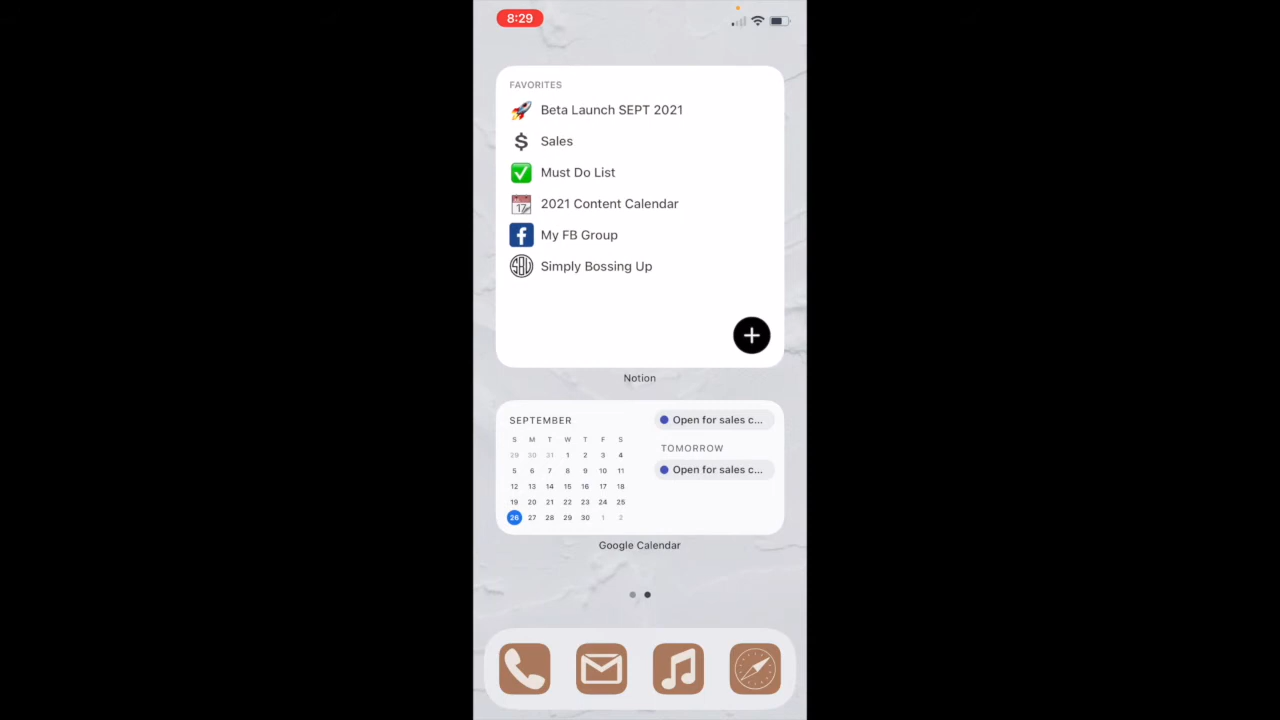 8:29
FAVORITES
Beta Launch SEPT 2021
$ Sales
Must Do List
17 2021 Content Calendar
f My FB Group
SBU Simply Bossing Up
+
Notion
SEPTEMBER
S M T W T F S
29 30 31 1 2 3 4
5 6 7 8 9 10 11
12 13 14 15 16 17 18
19 20 21 22 23 24 25
26 27 28 29 30 1 2
Open for sales c...
TOMORROW
Open for sales c...
Google Calendar